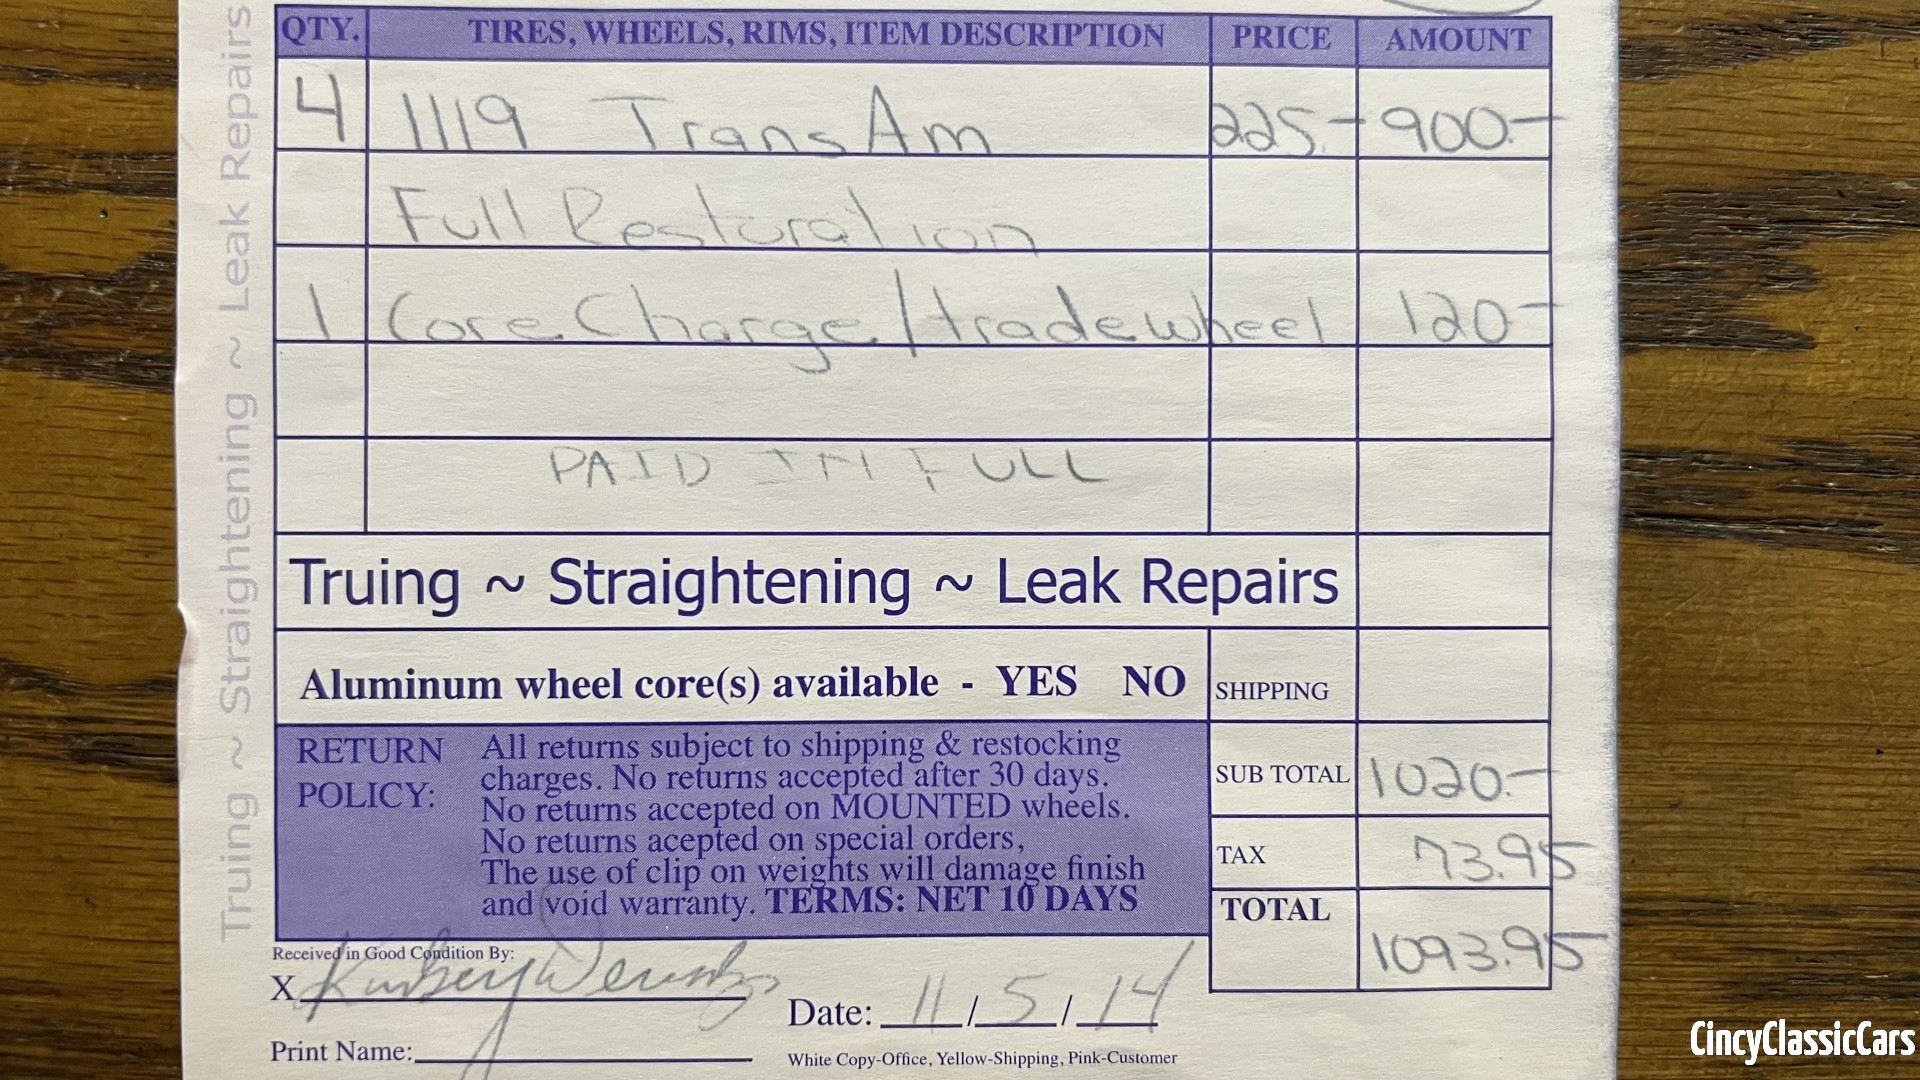 Truing ~ Straightening ~ Leak Repairs
QTY. TIRES, WHEELS, RIMS, ITEM DESCRIPTION PRICE AMOUNT
4 1119 Trans Am 225.- 900.-
Full Restoration
1 Core Charge/trade wheel 120-
PAID IN FULL
Truing ~ Straightening ~ Leak Repairs
Aluminum wheel core(s) available - YES NO SHIPPING
RETURN POLICY:
All returns subject to shipping & restocking
charges. No returns accepted after 30 days.
No returns accepted on MOUNTED wheels.
No returns acepted on special orders,
The use of clip on weights will damage finish
and void warranty. TERMS: NET 10 DAYS
SUB TOTAL 1020.-
TAX 73.95
TOTAL 1093.95
Received in Good Condition By:
X
Date: 11/5/14
Print Name:
White Copy-Office, Yellow-Shipping, Pink-Customer
CincyClassicCars